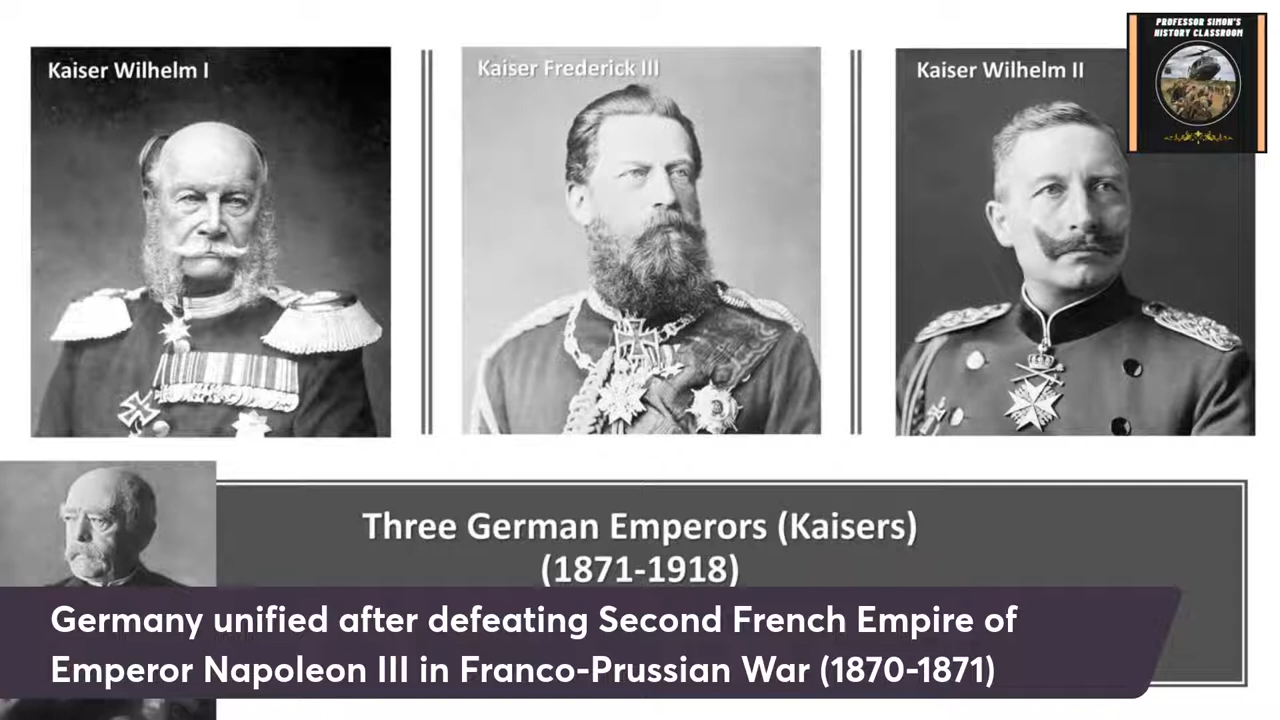 PROFESSOR SIMON'S
HISTORY CLASSROOM
Kaiser Wilhelm I
Kaiser Frederick III
Kaiser Wilhelm II
Three German Emperors (Kaisers)
(1871-1918)
Germany unified after defeating Second French Empire of
Emperor Napoleon III in Franco-Prussian War (1870-1871)